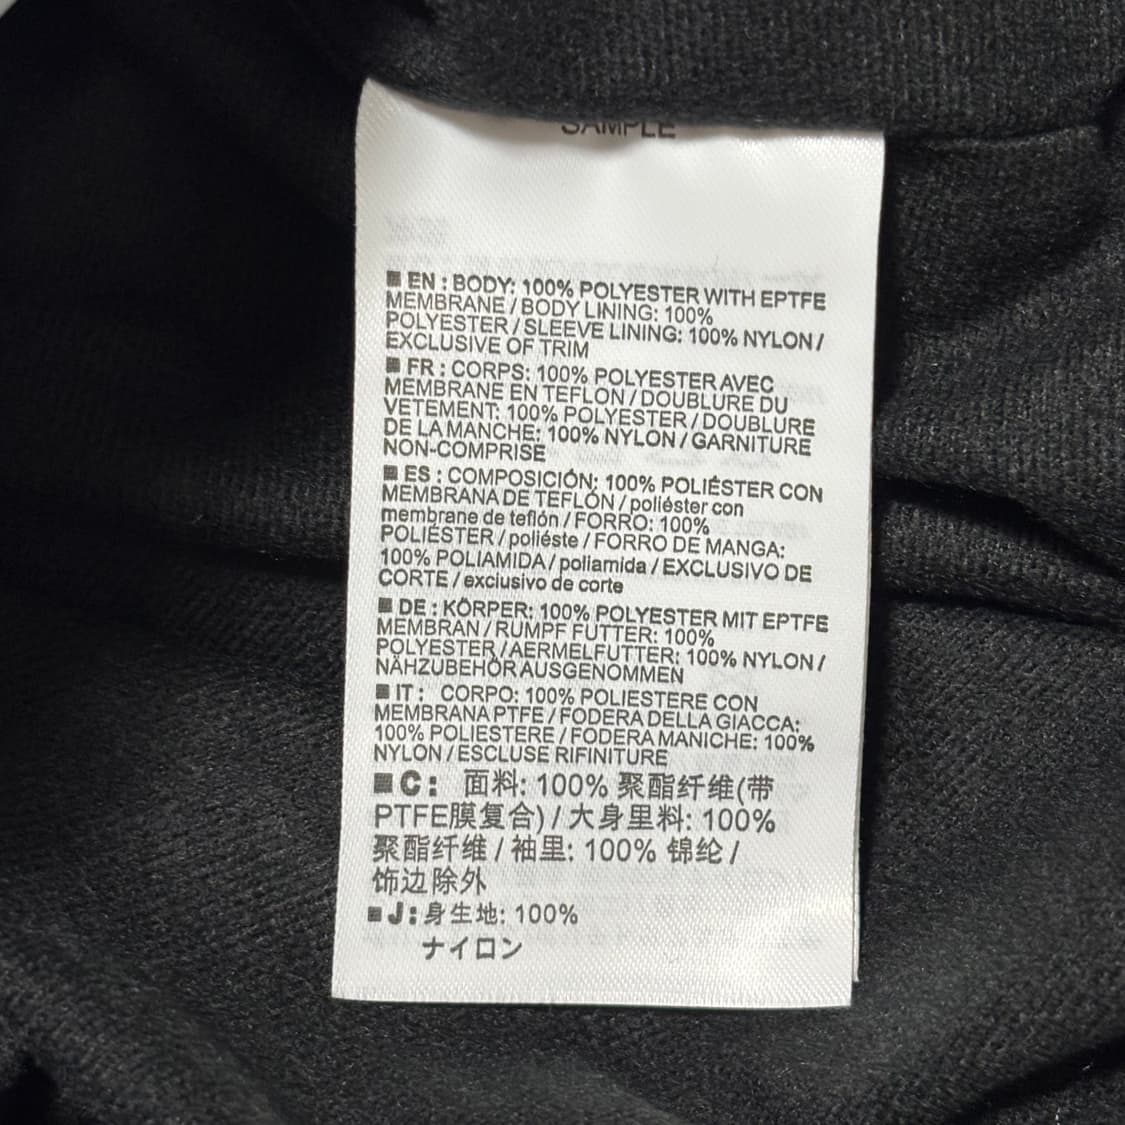 SAMPLE
■ EN : BODY: 100% POLYESTER WITH EPTFE
MEMBRANE / BODY LINING: 100%
POLYESTER / SLEEVE LINING: 100% NYLON /
EXCLUSIVE OF TRIM
■ FR : CORPS: 100% POLYESTER AVEC
MEMBRANE EN TEFLON / DOUBLURE DU
VETEMENT: 100% POLYESTER / DOUBLURE
DE LA MANCHE: 100% NYLON / GARNITURE
NON-COMPRISE
■ ES : COMPOSICIÓN: 100% POLIÉSTER CON
MEMBRANA DE TEFLÓN / poliéster con
membrane de teflón / FORRO: 100%
POLIÉSTER / poliéste / FORRO DE MANGA:
100% POLIAMIDA / poliamida / EXCLUSIVO DE
CORTE / exclusivo de corte
■ DE : KÖRPER: 100% POLYESTER MIT EPTFE
MEMBRAN / RUMPF FUTTER: 100%
POLYESTER / AERMELFUTTER: 100% NYLON /
NÄHZUBEHÖR AUSGENOMMEN
■ IT : CORPO: 100% POLIESTERE CON
MEMBRANA PTFE / FODERA DELLA GIACCA:
100% POLIESTERE / FODERA MANICHE: 100%
NYLON / ESCLUSE RIFINITURE
■ C: 面料: 100% 聚酯纤维(带
PTFE膜复合) / 大身里料: 100%
聚酯纤维 / 袖里: 100% 锦纶 /
饰边除外
■ J: 身生地: 100%
ナイロン